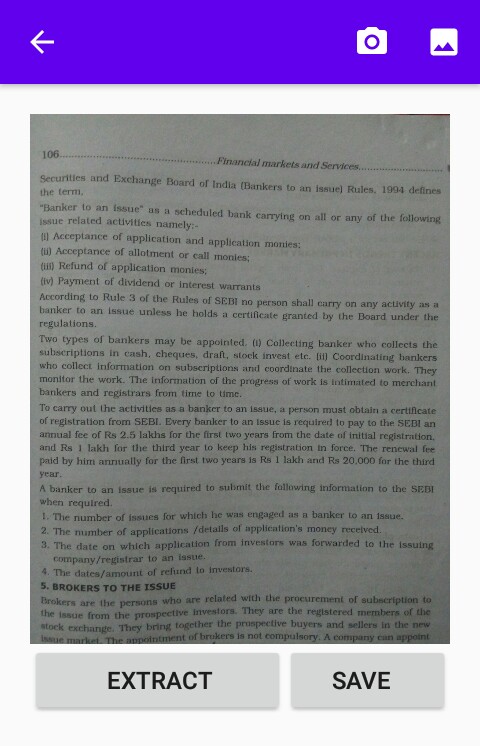 106..............................................Financial markets and Services........................
Securities and Exchange Board of India (Bankers to an issue) Rules, 1994 defines
the term.
"Banker to an issue" as a scheduled bank carrying on all or any of the following
issue related activities namely:-
(i) Acceptance of application and application monies;
(ii) Acceptance of allotment or call monies;
(iii) Refund of application monies;
(iv) Payment of dividend or interest warrants
According to Rule 3 of the Rules of SEBI no person shall carry on any activity as a
banker to an issue unless he holds a certificate granted by the Board under the
regulations.
Two types of bankers may be appointed. (i) Collecting banker who collects the
subscriptions in cash, cheques, draft, stock invest etc. (ii) Coordinating bankers
who collect information on subscriptions and coordinate the collection work. They
monitor the work. The information of the progress of work is intimated to merchant
bankers and registrars from time to time.
To carry out the activities as a banker to an issue, a person must obtain a certificate
of registration from SEBI. Every banker to an issue is required to pay to the SEBI an
annual fee of Rs 2.5 lakhs for the first two years from the date of initial registration,
and Rs 1 lakh for the third year to keep his registration in force. The renewal fee
paid by him annually for the first two years is Rs 1 lakh and Rs 20,000 for the third
year.
A banker to an issue is required to submit the following information to the SEBI
when required.
1. The number of issues for which he was engaged as a banker to an issue.
2. The number of applications /details of application's money received.
3. The date on which application from investors was forwarded to the issuing
company/registrar to an issue.
4. The dates/amount of refund to investors.
5. BROKERS TO THE ISSUE
Brokers are the persons who are related with the procurement of subscription to
the issue from the prospective investors. They are the registered members of the
stock exchange. They bring together the prospective buyers and sellers in the new
issue market. The appointment of brokers is not compulsory. A company can appoint
EXTRACT
SAVE